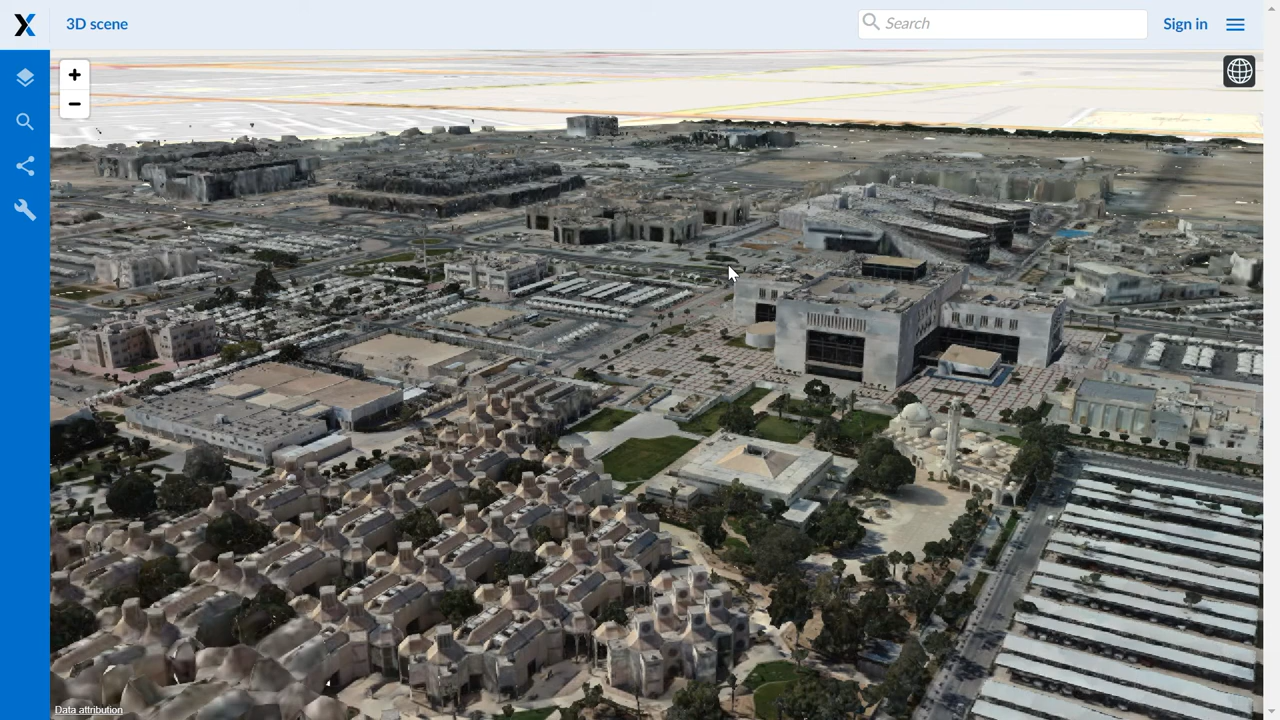 3D scene
Search
Sign in
+
-
Data attribution